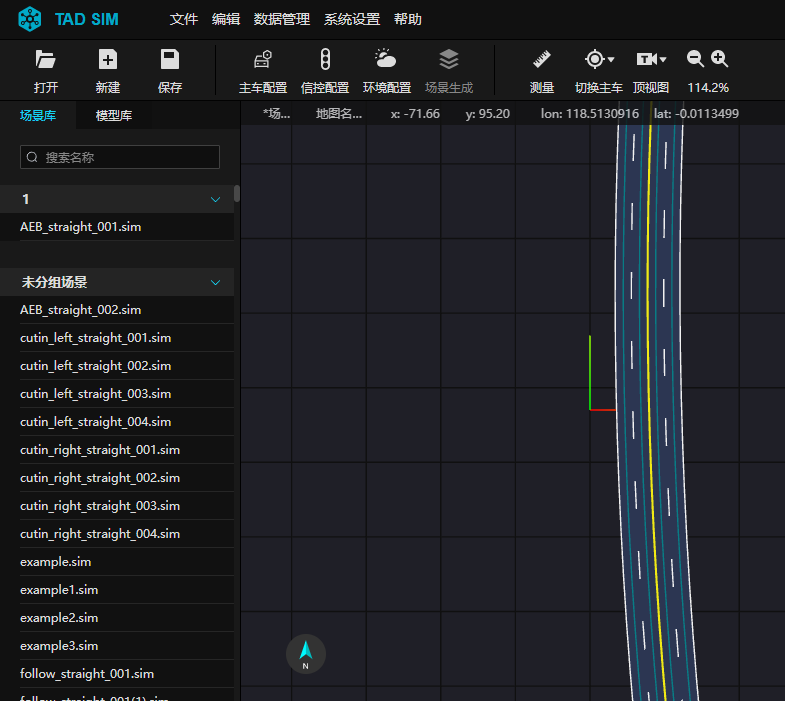 TAD SIM 文件 编辑 数据管理 系统设置 帮助
打开 新建 保存 主车配置 信控配置 环境配置 场景生成 测量 切换主车 顶视图 114.2%
场景库 模型库 *场... 地图名... x: -71.66 y: 95.20 lon: 118.5130916 lat: -0.0113499
搜索名称
1
AEB_straight_001.sim
未分组场景
AEB_straight_002.sim
cutin_left_straight_001.sim
cutin_left_straight_002.sim
cutin_left_straight_003.sim
cutin_left_straight_004.sim
cutin_right_straight_001.sim
cutin_right_straight_002.sim
cutin_right_straight_003.sim
cutin_right_straight_004.sim
example.sim
example1.sim
example2.sim
example3.sim
follow_straight_001.sim
follow_straight_001(1).sim
N